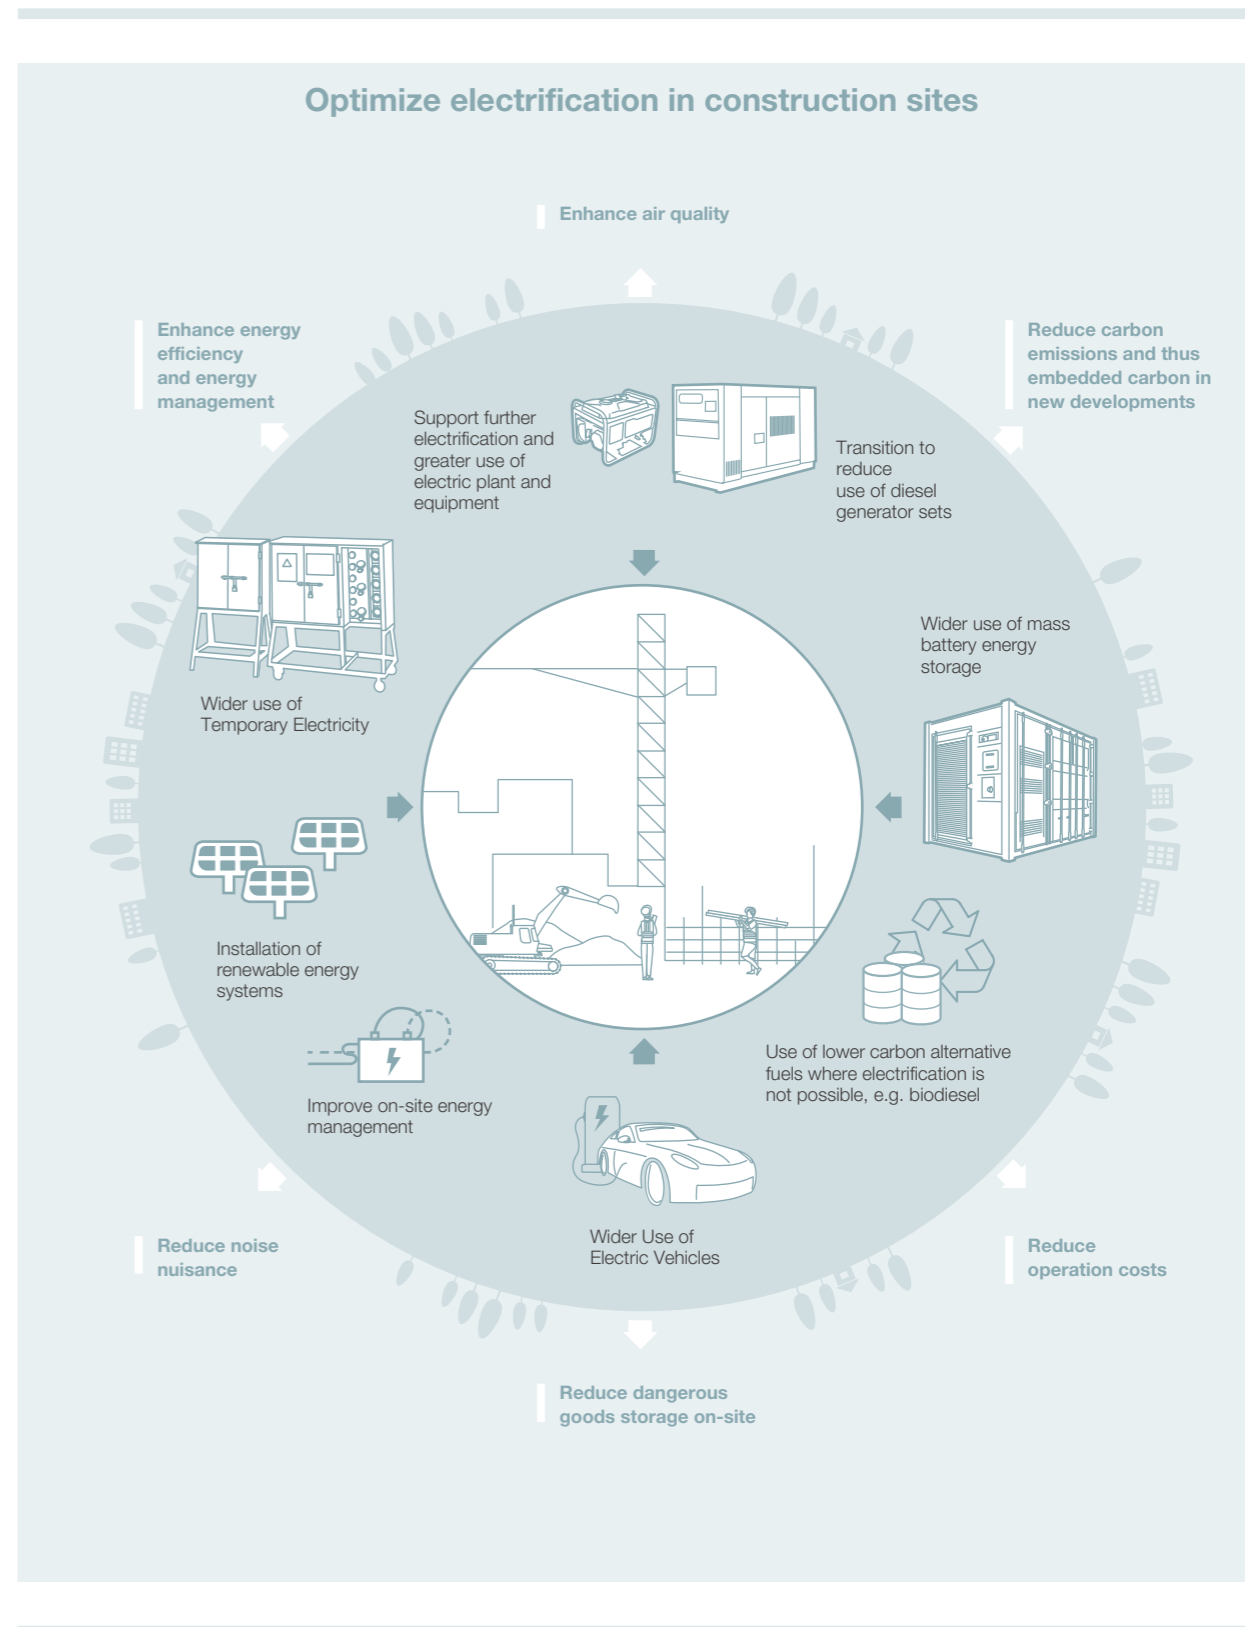 Optimize electrification in construction sites
Enhance air quality
Enhance energy
efficiency
and energy
management
Reduce carbon
emissions and thus
embedded carbon in
new developments
Support further
electrification and
greater use of
electric plant and
equipment
Transition to
reduce
use of diesel
generator sets
Wider use of mass
battery energy
storage
Wider use of
Temporary Electricity
Installation of
renewable energy
systems
Use of lower carbon alternative
fuels where electrification is
not possible, e.g. biodiesel
Improve on-site energy
management
Wider Use of
Electric Vehicles
Reduce noise
nuisance
Reduce
operation costs
Reduce dangerous
goods storage on-site